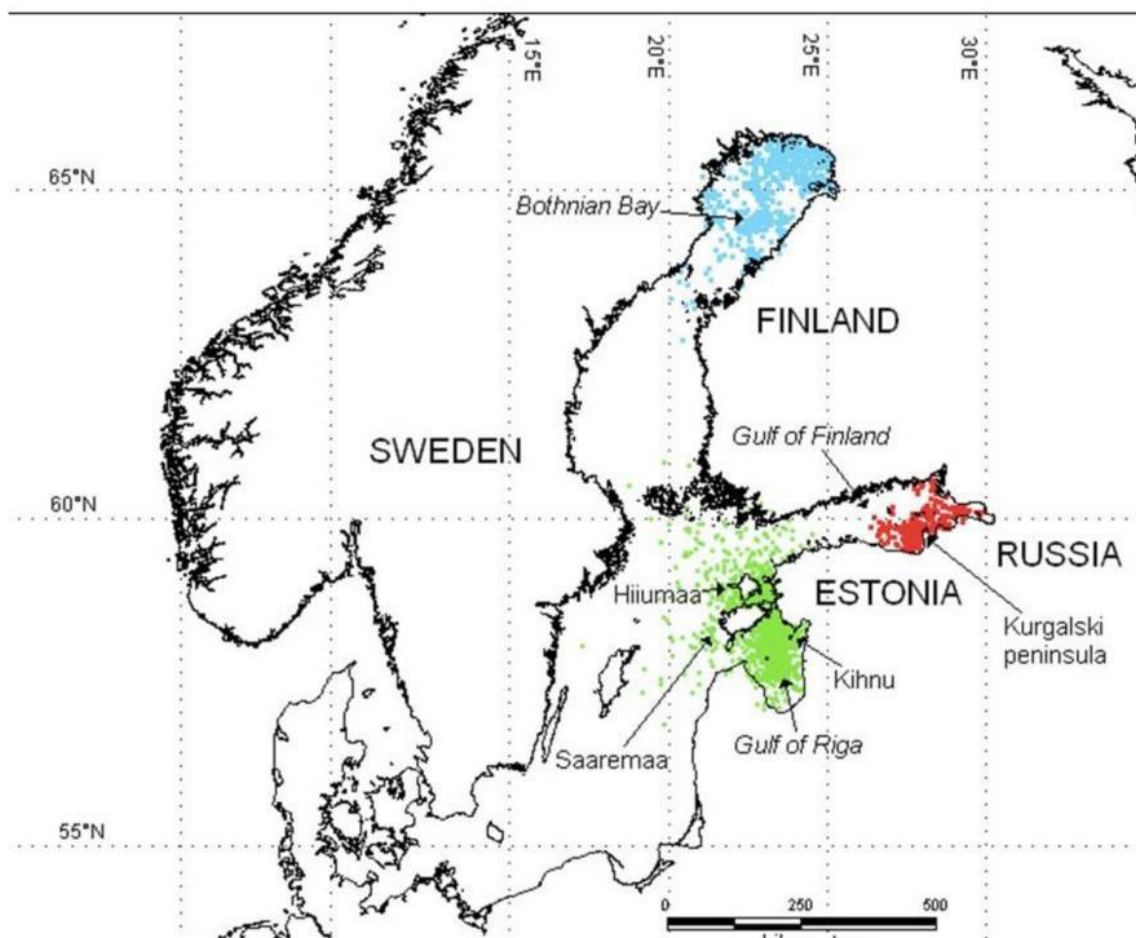 15°E
20°E
25°E
30°E
65°N
Bothnian Bay
FINLAND
SWEDEN
Gulf of Finland
60°N
RUSSIA
Hiiumaa
ESTONIA
Kurgalski
peninsula
Kihnu
Saaremaa
Gulf of Riga
55°N
0 250 500